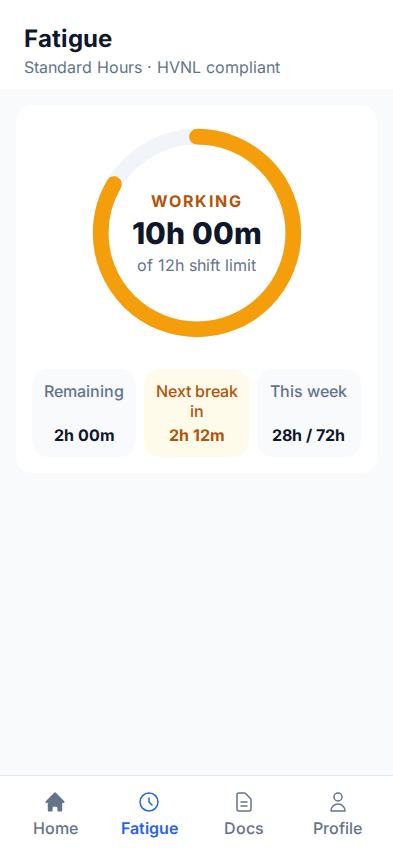 Fatigue
Standard Hours · HVNL compliant
WORKING
10h 00m
of 12h shift limit
Remaining
2h 00m
Next break
in
2h 12m
This week
28h / 72h
Home
Fatigue
Docs
Profile